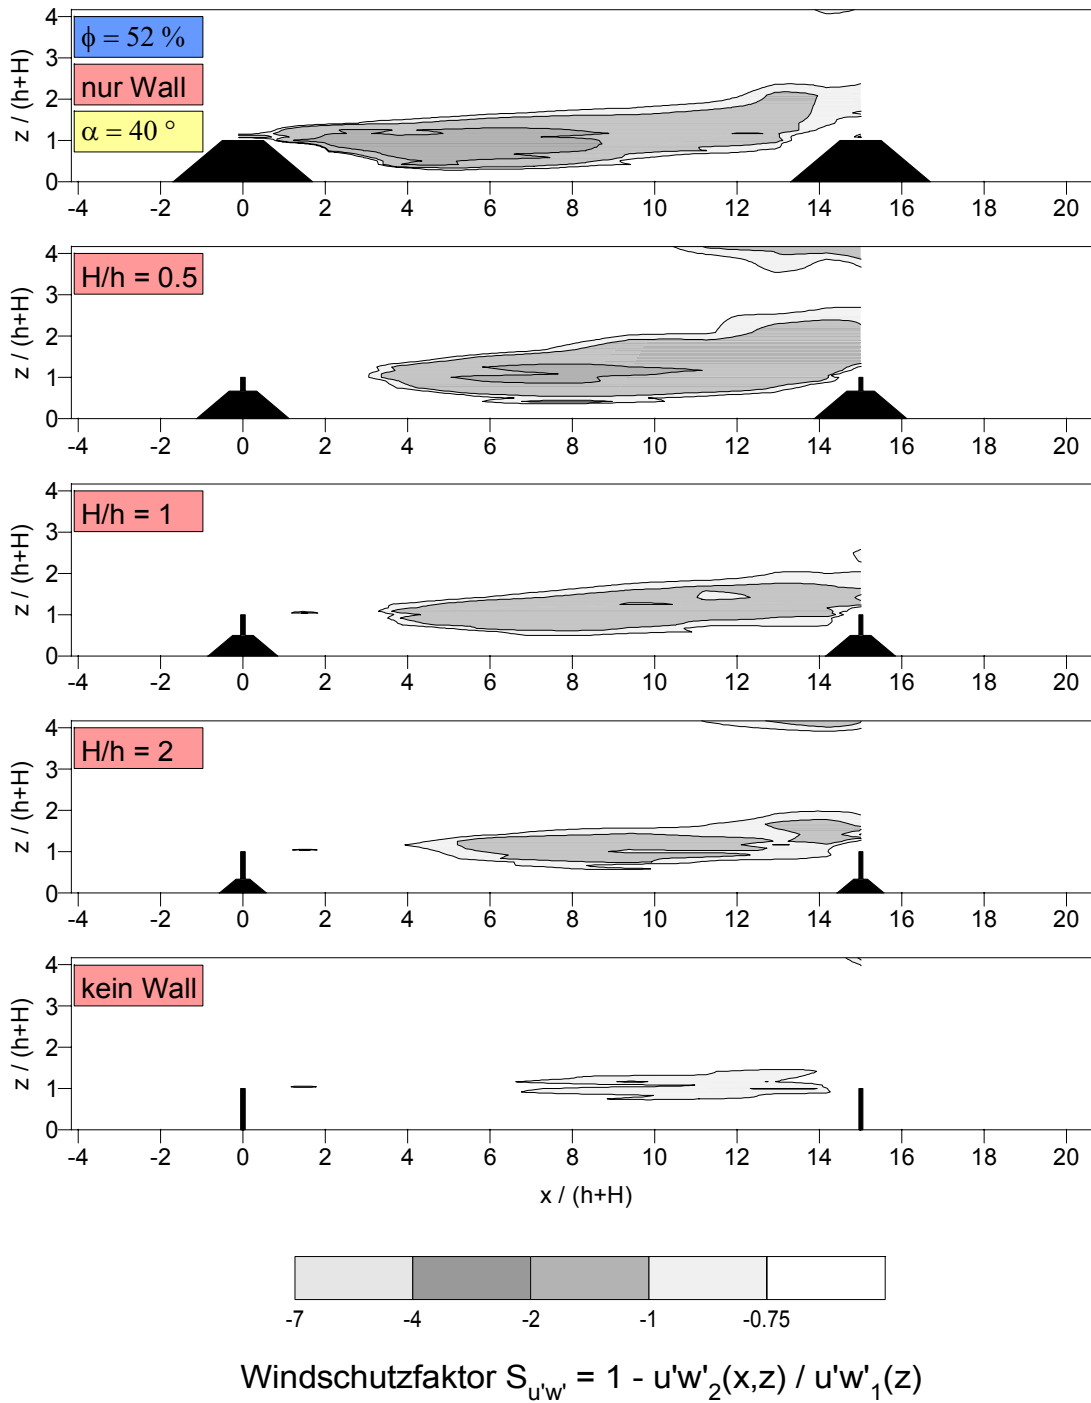 ϕ = 52 %
nur Wall
α = 40 °
z / (h+H)
4
3
2
1
0
-4 -2 0 2 4 6 8 10 12 14 16 18 20
H/h = 0.5
z / (h+H)
4
3
2
1
0
-4 -2 0 2 4 6 8 10 12 14 16 18 20
H/h = 1
z / (h+H)
4
3
2
1
0
-4 -2 0 2 4 6 8 10 12 14 16 18 20
H/h = 2
z / (h+H)
4
3
2
1
0
-4 -2 0 2 4 6 8 10 12 14 16 18 20
kein Wall
z / (h+H)
4
3
2
1
0
-4 -2 0 2 4 6 8 10 12 14 16 18 20
x / (h+H)
-7 -4 -2 -1 -0.75
Windschutzfaktor S_u'w' = 1 - u'w'_2(x,z) / u'w'_1(z)